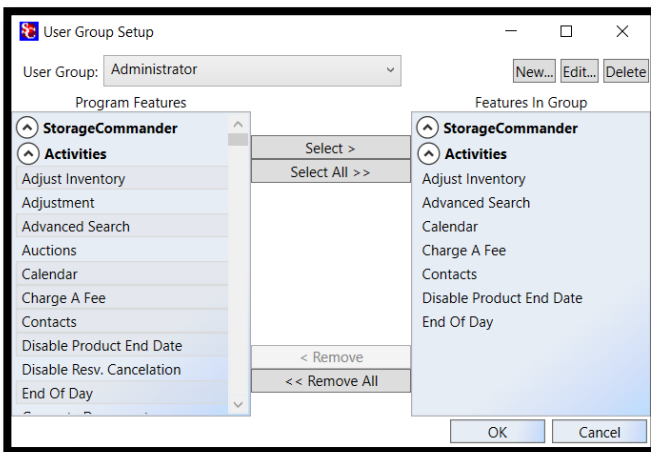 User Group Setup
User Group: Administrator
New... Edit... Delete
Program Features
StorageCommander
Activities
Adjust Inventory
Adjustment
Advanced Search
Auctions
Calendar
Charge A Fee
Contacts
Disable Product End Date
Disable Resv. Cancelation
End Of Day
Select >
Select All >>
< Remove
<< Remove All
Features In Group
StorageCommander
Activities
Adjust Inventory
Advanced Search
Calendar
Charge A Fee
Contacts
Disable Product End Date
End Of Day
OK Cancel